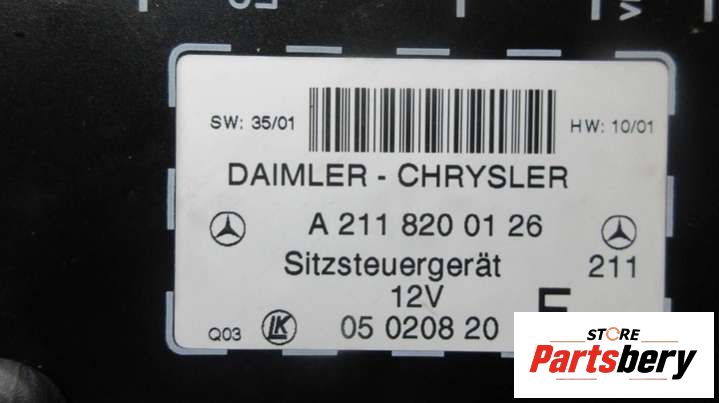 SW: 35/01
HW: 10/01
DAIMLER - CHRYSLER
A 211 820 01 26
Sitzsteuergerät
211
12V
Q03
LK
05 0208 20
STORE
Partsbery